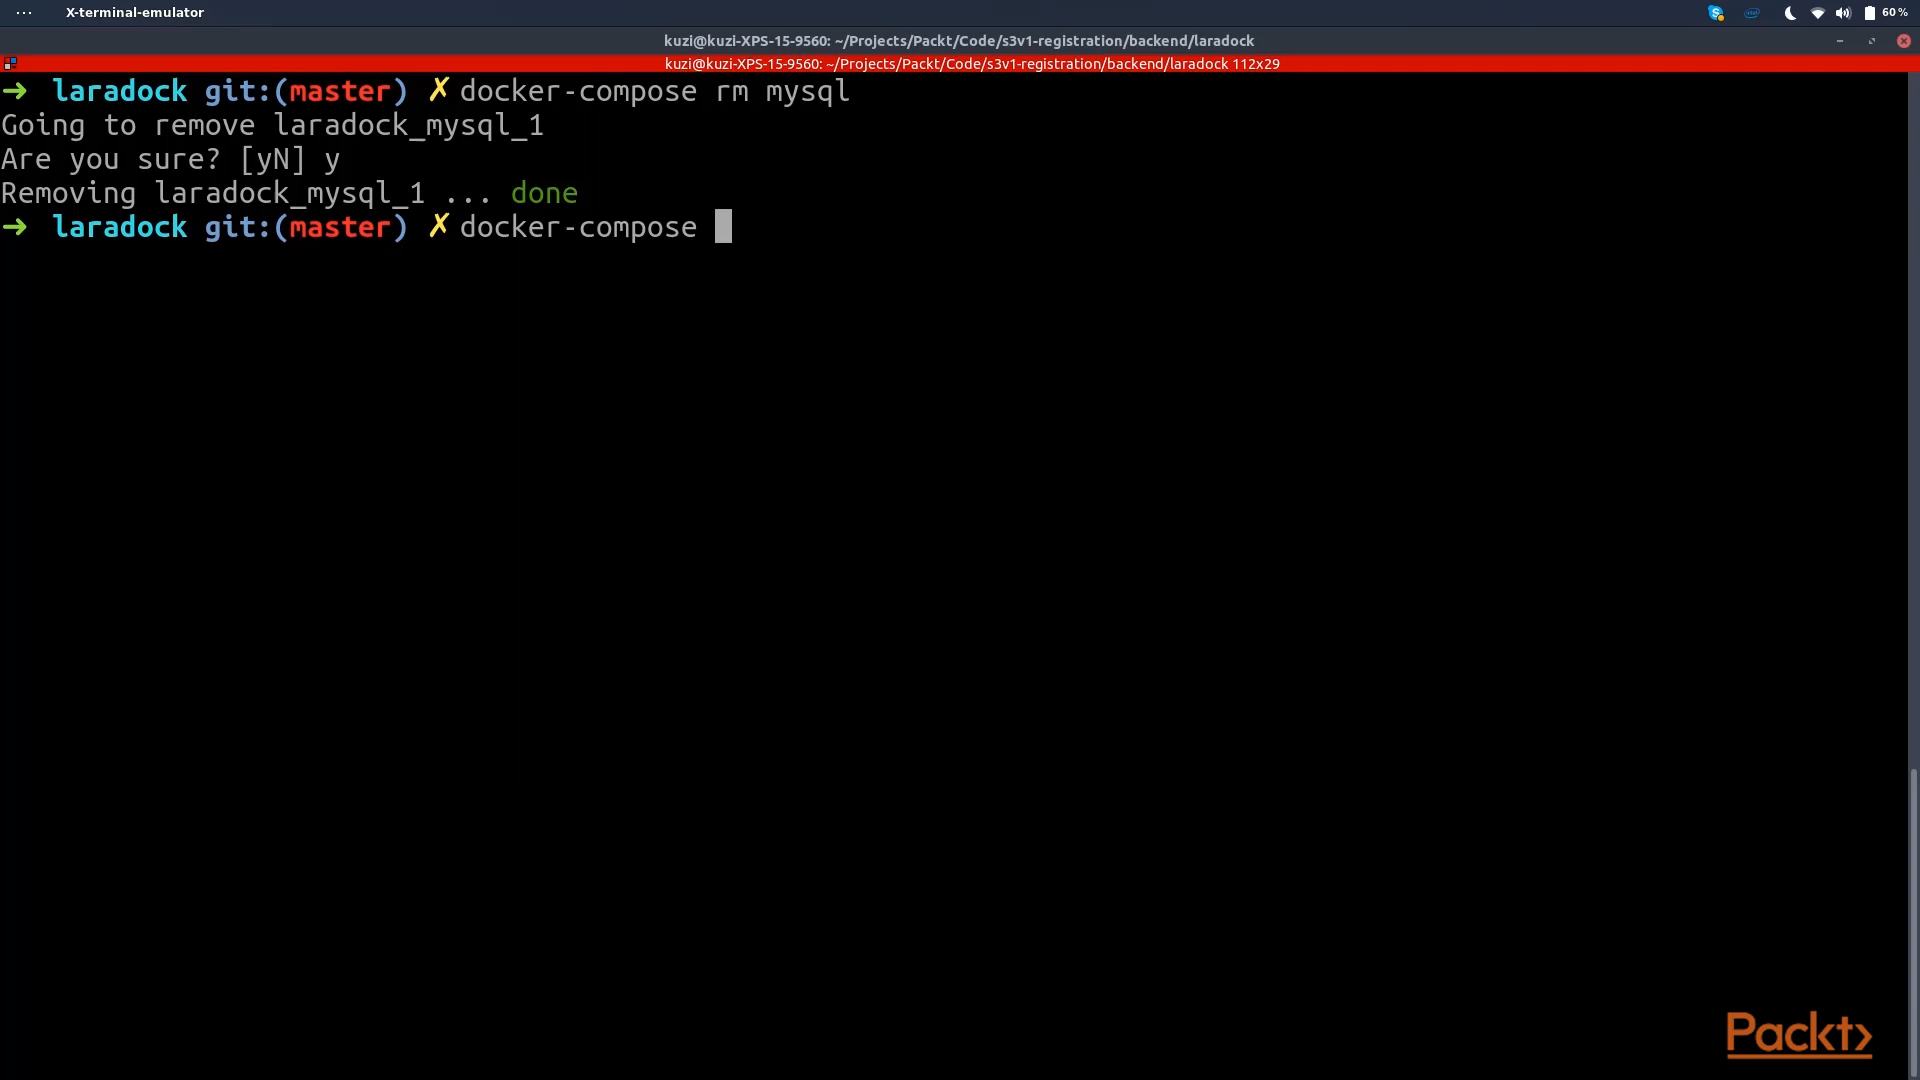 ... X-terminal-emulator 60 %
kuzi@kuzi-XPS-15-9560: ~/Projects/Packt/Code/s3v1-registration/backend/laradock
kuzi@kuzi-XPS-15-9560: ~/Projects/Packt/Code/s3v1-registration/backend/laradock 112x29
➜ laradock git:(master) ✗ docker-compose rm mysql
Going to remove laradock_mysql_1
Are you sure? [yN] y
Removing laradock_mysql_1 ... done
➜ laradock git:(master) ✗ docker-compose
Packt>